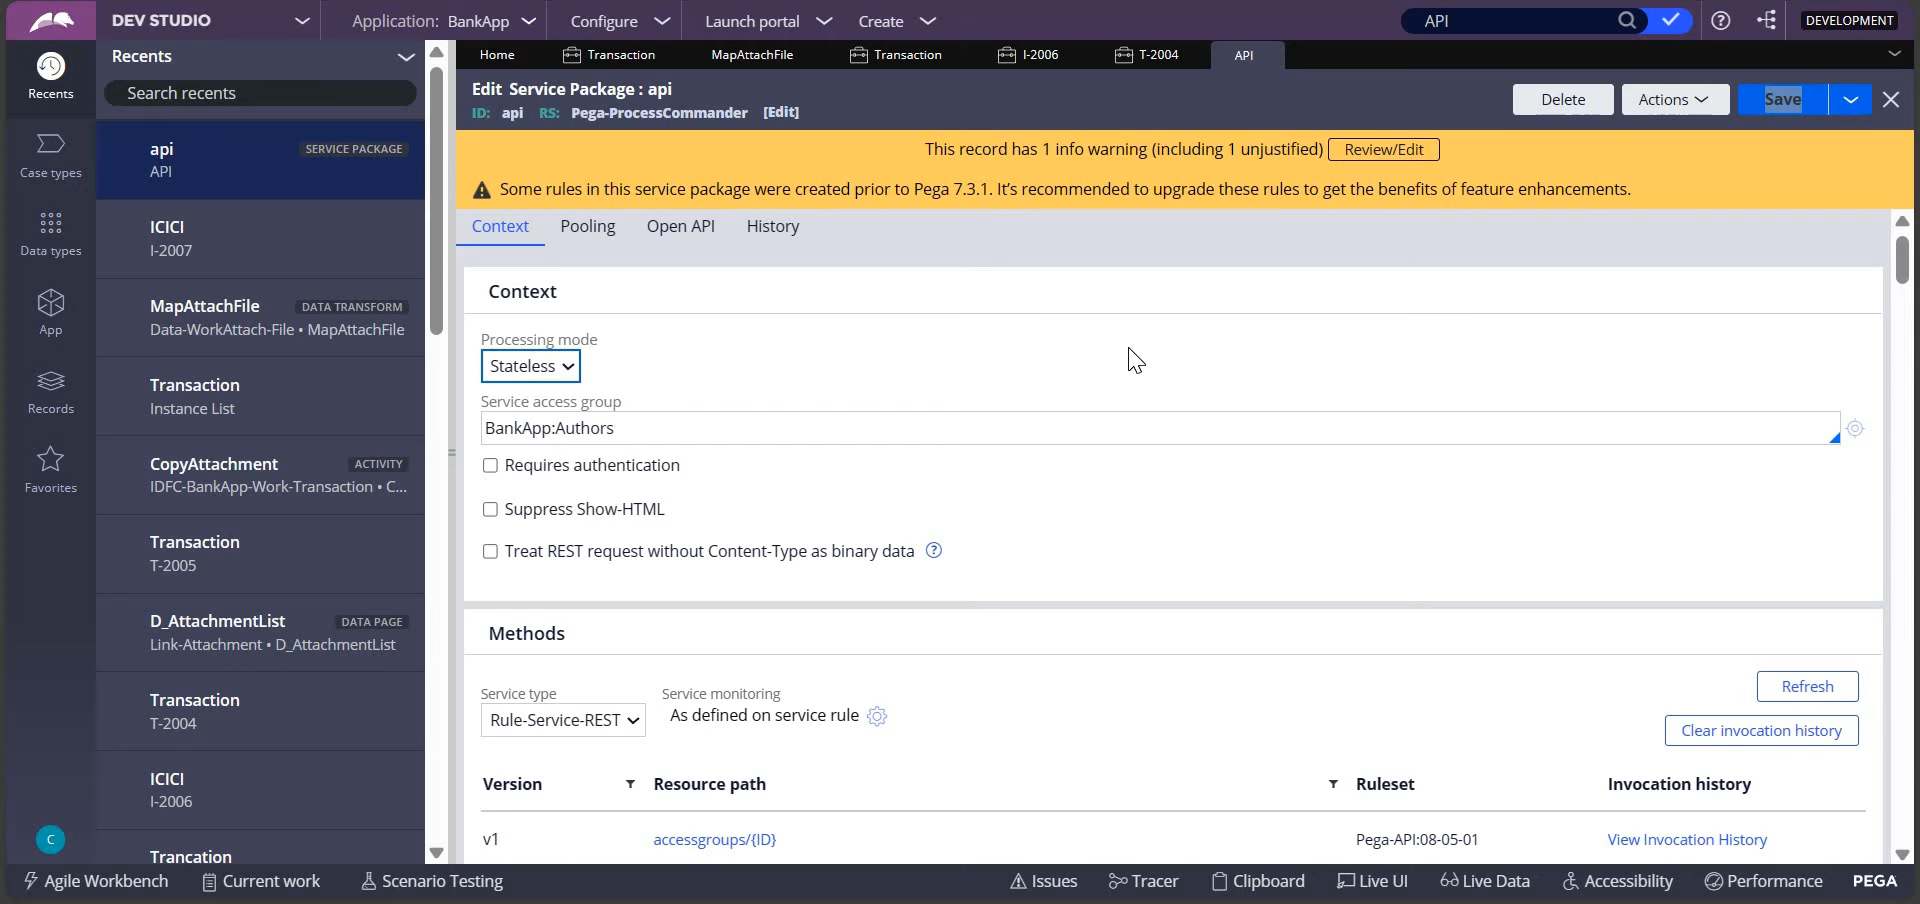 DEV STUDIO
Application: BankApp
Configure
Launch portal
Create
API
DEVELOPMENT
Recents
Case types
Data types
App
Records
Favorites
C
Recents
Search recents
api SERVICE PACKAGE
API
ICICI
I-2007
MapAttachFile DATA TRANSFORM
Data-WorkAttach-File • MapAttachFile
Transaction
Instance List
CopyAttachment ACTIVITY
IDFC-BankApp-Work-Transaction • C...
Transaction
T-2005
D_AttachmentList DATA PAGE
Link-Attachment • D_AttachmentList
Transaction
T-2004
ICICI
I-2006
Trancation
Home Transaction MapAttachFile Transaction I-2006 T-2004 API
Edit Service Package : api
ID: api RS: Pega-ProcessCommander [Edit]
Delete Actions Save
This record has 1 info warning (including 1 unjustified) Review/Edit
Some rules in this service package were created prior to Pega 7.3.1. It's recommended to upgrade these rules to get the benefits of feature enhancements.
Context Pooling Open API History
Context
Processing mode
Stateless
Service access group
BankApp:Authors
Requires authentication
Suppress Show-HTML
Treat REST request without Content-Type as binary data ?
Methods
Service type Service monitoring
Rule-Service-REST As defined on service rule
Refresh
Clear invocation history
Version Resource path Ruleset Invocation history
v1 accessgroups/{ID} Pega-API:08-05-01 View Invocation History
Agile Workbench Current work Scenario Testing Issues Tracer Clipboard Live UI Live Data Accessibility Performance PEGA